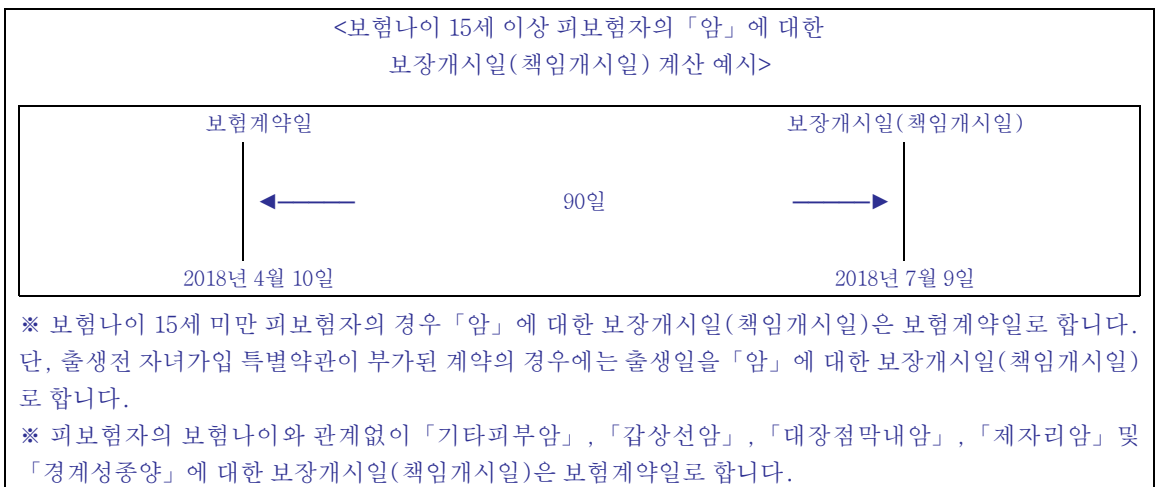 <보험나이 15세 이상 피보험자의「암」에 대한
보장개시일(책임개시일) 계산 예시>
보험계약일 보장개시일(책임개시일)
90일
2018년 4월 10일 2018년 7월 9일
※ 보험나이 15세 미만 피보험자의 경우「암」에 대한 보장개시일(책임개시일)은 보험계약일로 합니다.
단, 출생전 자녀가입 특별약관이 부가된 계약의 경우에는 출생일을「암」에 대한 보장개시일(책임개시일)
로 합니다.
※ 피보험자의 보험나이와 관계없이「기타피부암」,「갑상선암」,「대장점막내암」,「제자리암」및
「경계성종양」에 대한 보장개시일(책임개시일)은 보험계약일로 합니다.